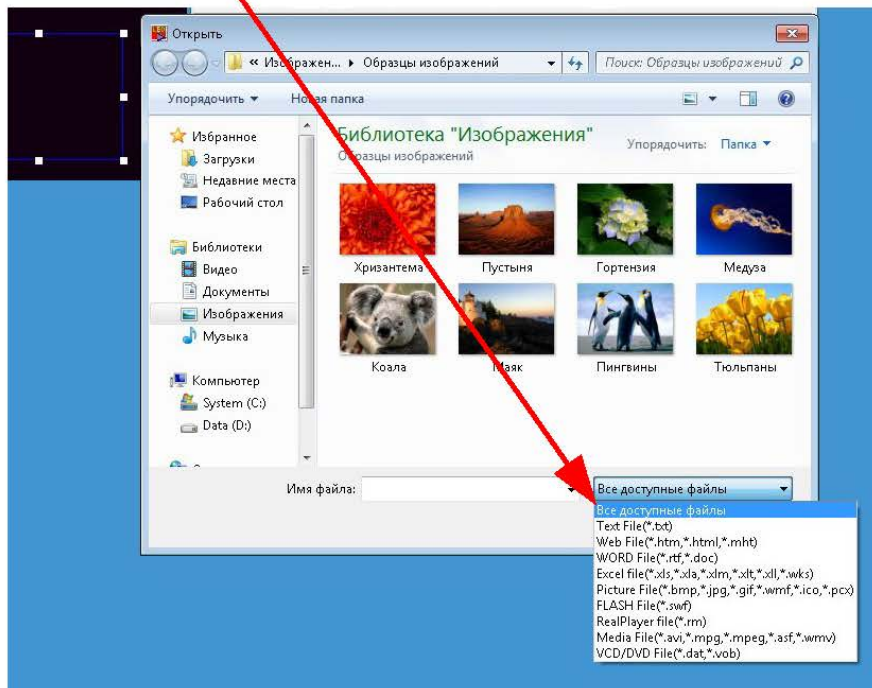 Открыть
« Изображен... ▸ Образцы изображений
Поиск: Образцы изображений
Упорядочить
Новая папка
Избранное
Загрузки
Недавние места
Рабочий стол
Библиотеки
Видео
Документы
Изображения
Музыка
Компьютер
System (C:)
Data (D:)
Библиотека "Изображения"
Образцы изображений
Упорядочить: Папка
Хризантема Пустыня Гортензия Медуза
Коала Маяк Пингвины Тюльпаны
Имя файла:
Все доступные файлы
Все доступные файлы
Text File(*.txt)
Web File(*.htm,*.html,*.mht)
WORD File(*.rtf,*.doc)
Excel file(*.xls,*.xla,*.xlm,*.xlt,*.xll,*.wks)
Picture File(*.bmp,*.jpg,*.gif,*.wmf,*.ico,*.pcx)
FLASH File(*.swf)
RealPlayer file(*.rm)
Media File(*.avi,*.mpg,*.mpeg,*.asf,*.wmv)
VCD/DVD File(*.dat,*.vob)